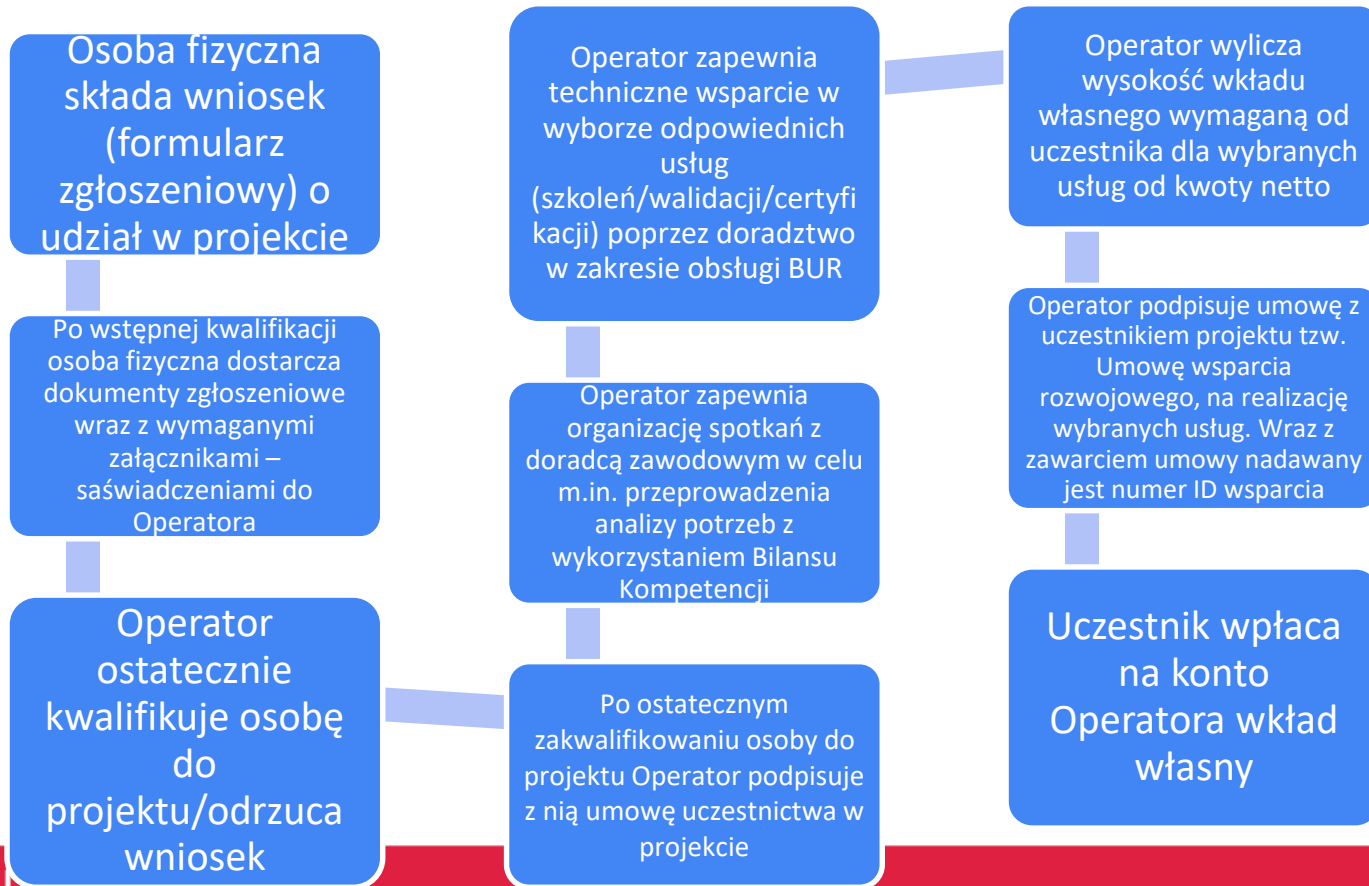 Osoba fizyczna
składa wniosek
(formularz
zgłoszeniowy) o
udział w projekcie
Po wstępnej kwalifikacji
osoba fizyczna dostarcza
dokumenty zgłoszeniowe
wraz z wymaganymi
załącznikami –
saświadczeniami do
Operatora
Operator
ostatecznie
kwalifikuje osobę
do
projektu/odrzuca
wniosek
Po ostatecznym
zakwalifikowaniu osoby do
projektu Operator podpisuje
z nią umowę uczestnictwa w
projekcie
Operator zapewnia
organizację spotkań z
doradcą zawodowym w celu
m.in. przeprowadzenia
analizy potrzeb z
wykorzystaniem Bilansu
Kompetencji
Operator zapewnia
techniczne wsparcie w
wyborze odpowiednich
usług
(szkoleń/walidacji/certyfi
kacji) poprzez doradztwo
w zakresie obsługi BUR
Operator wylicza
wysokość wkładu
własnego wymaganą od
uczestnika dla wybranych
usług od kwoty netto
Operator podpisuje umowę z
uczestnikiem projektu tzw.
Umowę wsparcia
rozwojowego, na realizację
wybranych usług. Wraz z
zawarciem umowy nadawany
jest numer ID wsparcia
Uczestnik wpłaca
na konto
Operatora wkład
własny